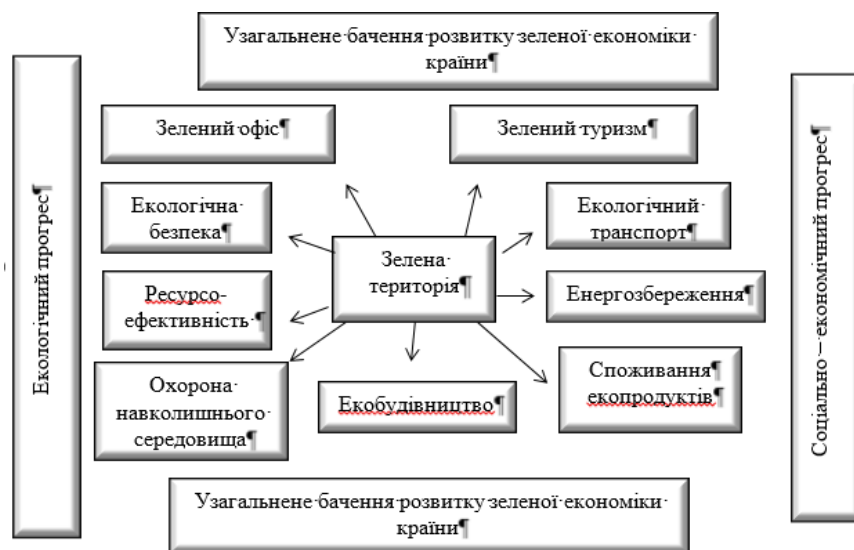 Узагальнене бачення розвитку зеленої економіки
країни¶
Екологічний прогрес¶
Соціально – економічний прогрес¶
Зелений офіс¶
Зелений туризм¶
Екологічна
безпека¶
Екологічний
транспорт¶
Зелена
територія¶
Ресурсо-
ефективність ¶
Енергозбереження¶
Охорона
навколишнього
середовища¶
Екобудівництво¶
Споживання¶
екопродуктів¶
Узагальнене бачення розвитку зеленої економіки
країни¶